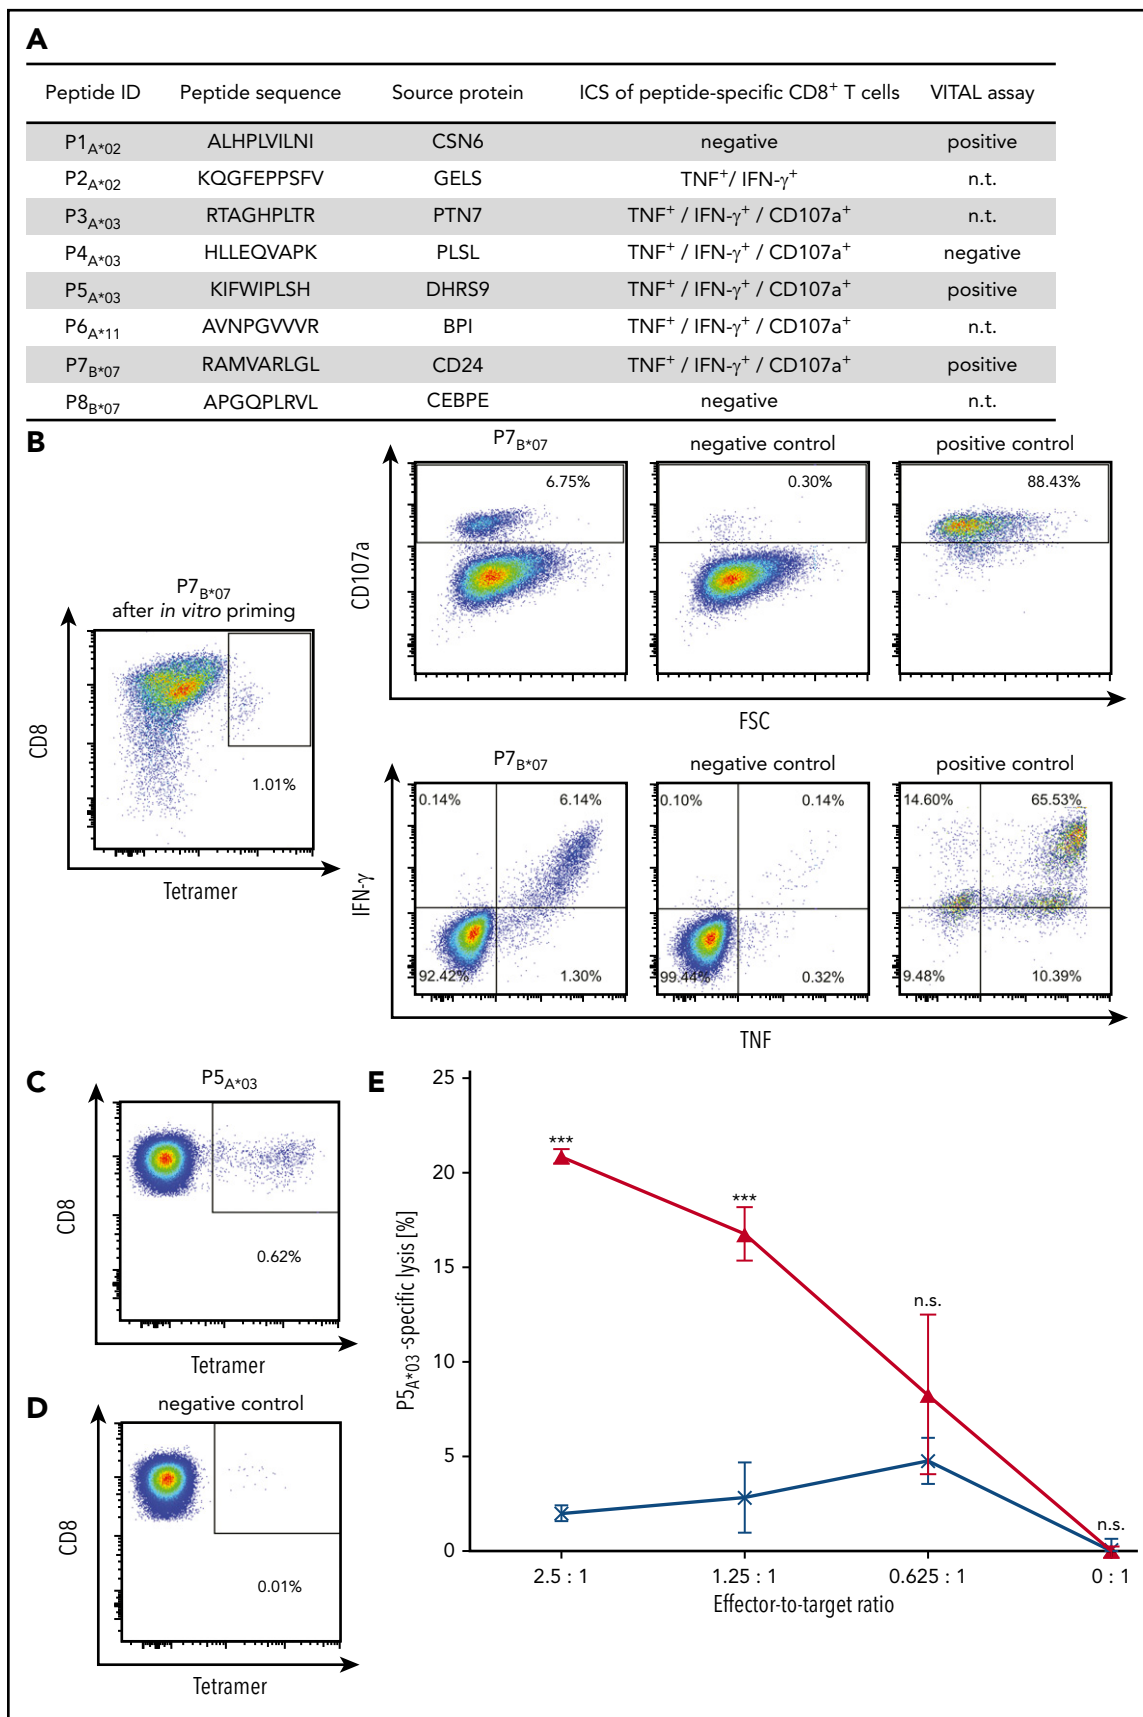 A
Peptide ID Peptide sequence Source protein ICS of peptide-specific CD8+ T cells VITAL assay
P1A*02 ALHPLVILNI CSN6 negative positive
P2A*02 KQGFEPPSFV GELS TNF+/ IFN-γ+ n.t.
P3A*03 RTAGHPLTR PTN7 TNF+ / IFN-γ+ / CD107a+ n.t.
P4A*03 HLLEQVAPK PLSL TNF+ / IFN-γ+ / CD107a+ negative
P5A*03 KIFWIPLSH DHRS9 TNF+ / IFN-γ+ / CD107a+ positive
P6A*11 AVNPGVVVR BPI TNF+ / IFN-γ+ / CD107a+ n.t.
P7B*07 RAMVARLGL CD24 TNF+ / IFN-γ+ / CD107a+ positive
P8B*07 APGQPLRVL CEBPE negative n.t.
B
P7B*07
after in vitro priming
CD8
1.01%
Tetramer
P7B*07 negative control positive control
CD107a
6.75% 0.30% 88.43%
FSC
P7B*07 negative control positive control
IFN-γ
0.14% 6.14% 0.10% 0.14% 14.60% 65.53%
92.42% 1.30% 99.44% 0.32% 9.48% 10.39%
TNF
C
P5A*03
CD8
0.62%
Tetramer
D
negative control
CD8
0.01%
Tetramer
E
P5A*03-specific lysis [%]
25
20
15
10
5
0
***
***
n.s.
n.s.
2.5 : 1 1.25 : 1 0.625 : 1 0 : 1
Effector-to-target ratio